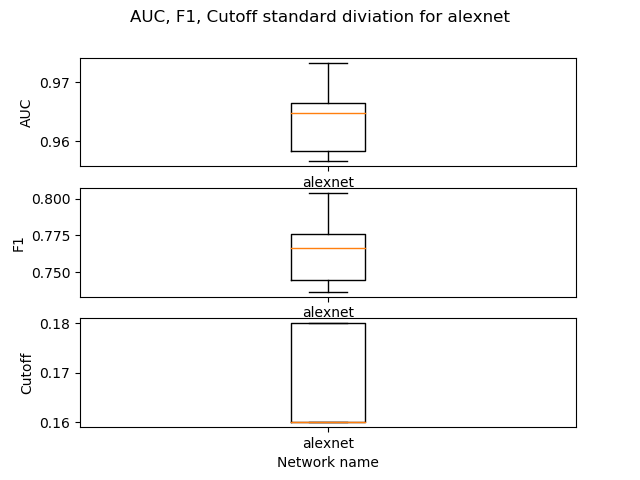 AUC, F1, Cutoff standard diviation for alexnet
0.97
0.96
AUC
alexnet
0.800
0.775
0.750
F1
alexnet
0.18
0.17
0.16
Cutoff
alexnet
Network name